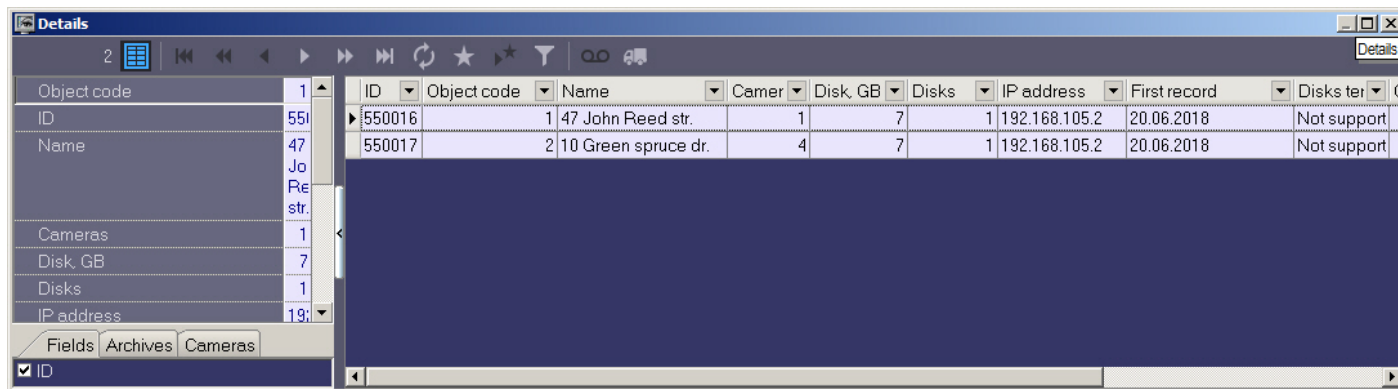 Details
2
Details
Object code 1
ID 55
Name 47
Jo
Re
str.
Cameras 1
Disk, GB 7
Disks 1
IP address 19
Fields Archives Cameras
ID
ID Object code Name Camer Disk, GB Disks IP address First record Disks ter
550016 1 47 John Reed str. 1 7 1 192.168.105.2 20.06.2018 Not support
550017 2 10 Green spruce dr. 4 7 1 192.168.105.2 20.06.2018 Not support